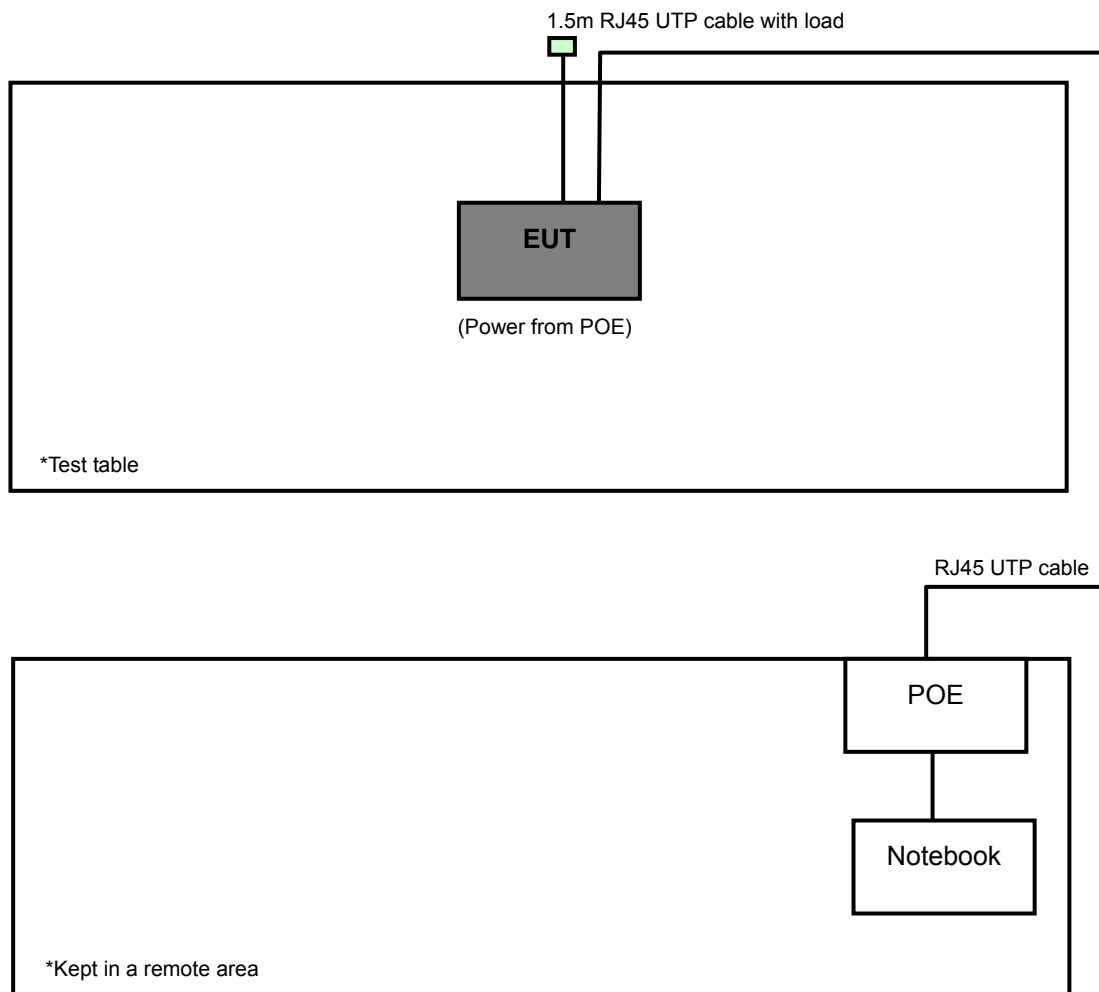 1.5m RJ45 UTP cable with load
EUT
(Power from POE)
*Test table
RJ45 UTP cable
POE
Notebook
*Kept in a remote area